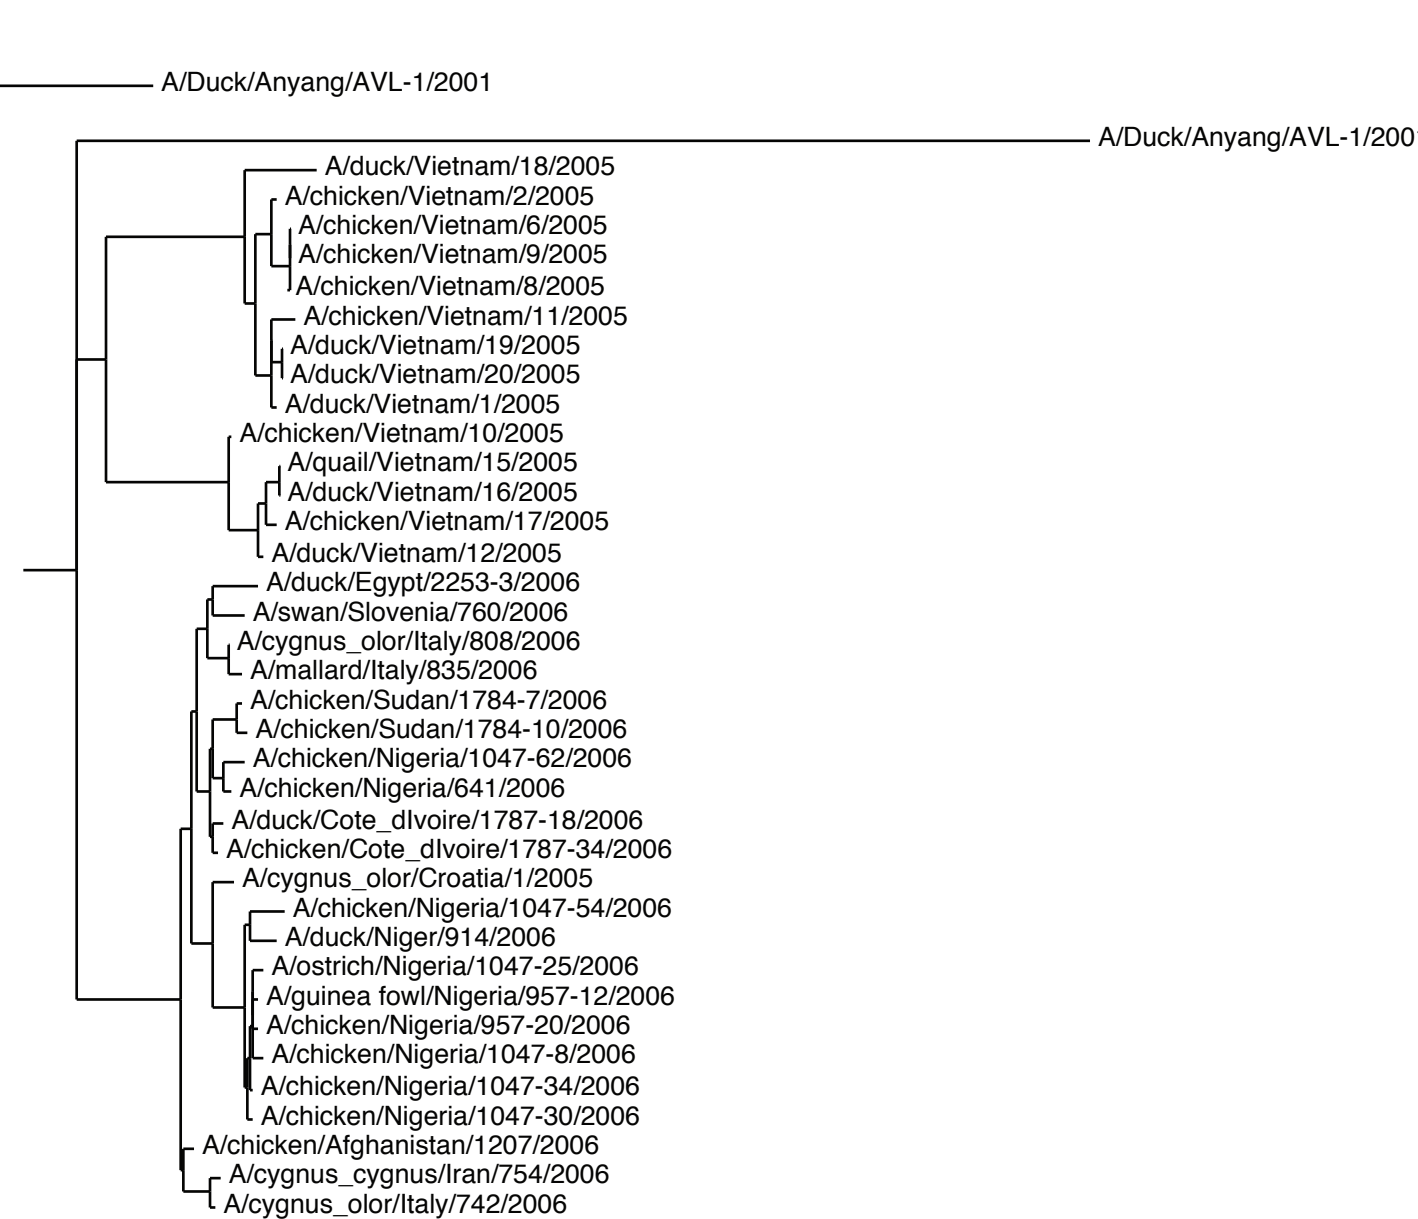 A/Duck/Anyang/AVL-1/2001
A/Duck/Anyang/AVL-1/200
A/duck/Vietnam/18/2005
A/chicken/Vietnam/2/2005
A/chicken/Vietnam/6/2005
A/chicken/Vietnam/9/2005
A/chicken/Vietnam/8/2005
A/chicken/Vietnam/11/2005
A/duck/Vietnam/19/2005
A/duck/Vietnam/20/2005
A/duck/Vietnam/1/2005
A/chicken/Vietnam/10/2005
A/quail/Vietnam/15/2005
A/duck/Vietnam/16/2005
A/chicken/Vietnam/17/2005
A/duck/Vietnam/12/2005
A/duck/Egypt/2253-3/2006
A/swan/Slovenia/760/2006
A/cygnus_olor/Italy/808/2006
A/mallard/Italy/835/2006
A/chicken/Sudan/1784-7/2006
A/chicken/Sudan/1784-10/2006
A/chicken/Nigeria/1047-62/2006
A/chicken/Nigeria/641/2006
A/duck/Cote_dIvoire/1787-18/2006
A/chicken/Cote_dIvoire/1787-34/2006
A/cygnus_olor/Croatia/1/2005
A/chicken/Nigeria/1047-54/2006
A/duck/Niger/914/2006
A/ostrich/Nigeria/1047-25/2006
A/guinea fowl/Nigeria/957-12/2006
A/chicken/Nigeria/957-20/2006
A/chicken/Nigeria/1047-8/2006
A/chicken/Nigeria/1047-34/2006
A/chicken/Nigeria/1047-30/2006
A/chicken/Afghanistan/1207/2006
A/cygnus_cygnus/Iran/754/2006
A/cygnus_olor/Italy/742/2006